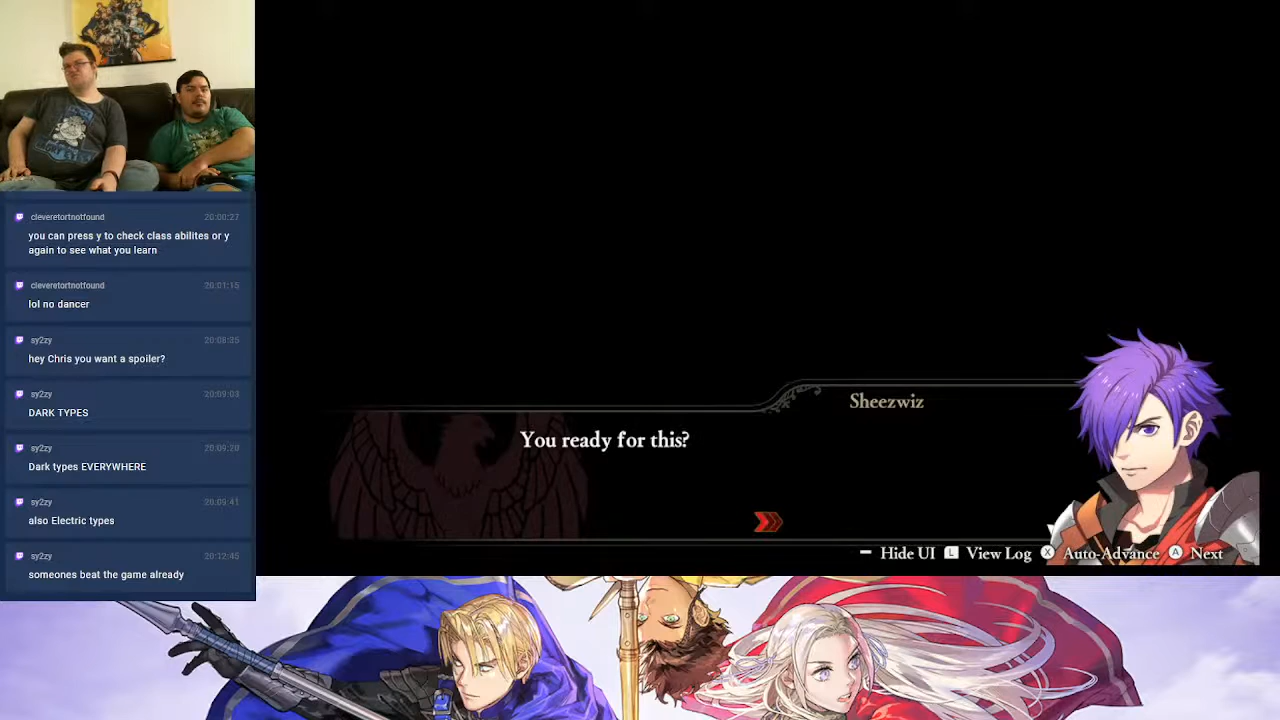 cleveretortnotfound 20:00:27
you can press y to check class abilites or y
again to see what you learn
cleveretortnotfound 20:01:15
lol no dancer
sy2zy 20:08:35
hey Chris you want a spoiler?
sy2zy 20:09:03
DARK TYPES
sy2zy 20:09:20
Dark types EVERYWHERE
sy2zy 20:09:41
also Electric types
sy2zy 20:12:45
someones beat the game already
Sheezwiz
You ready for this?
Hide UI L View Log X Auto-Advance A Next